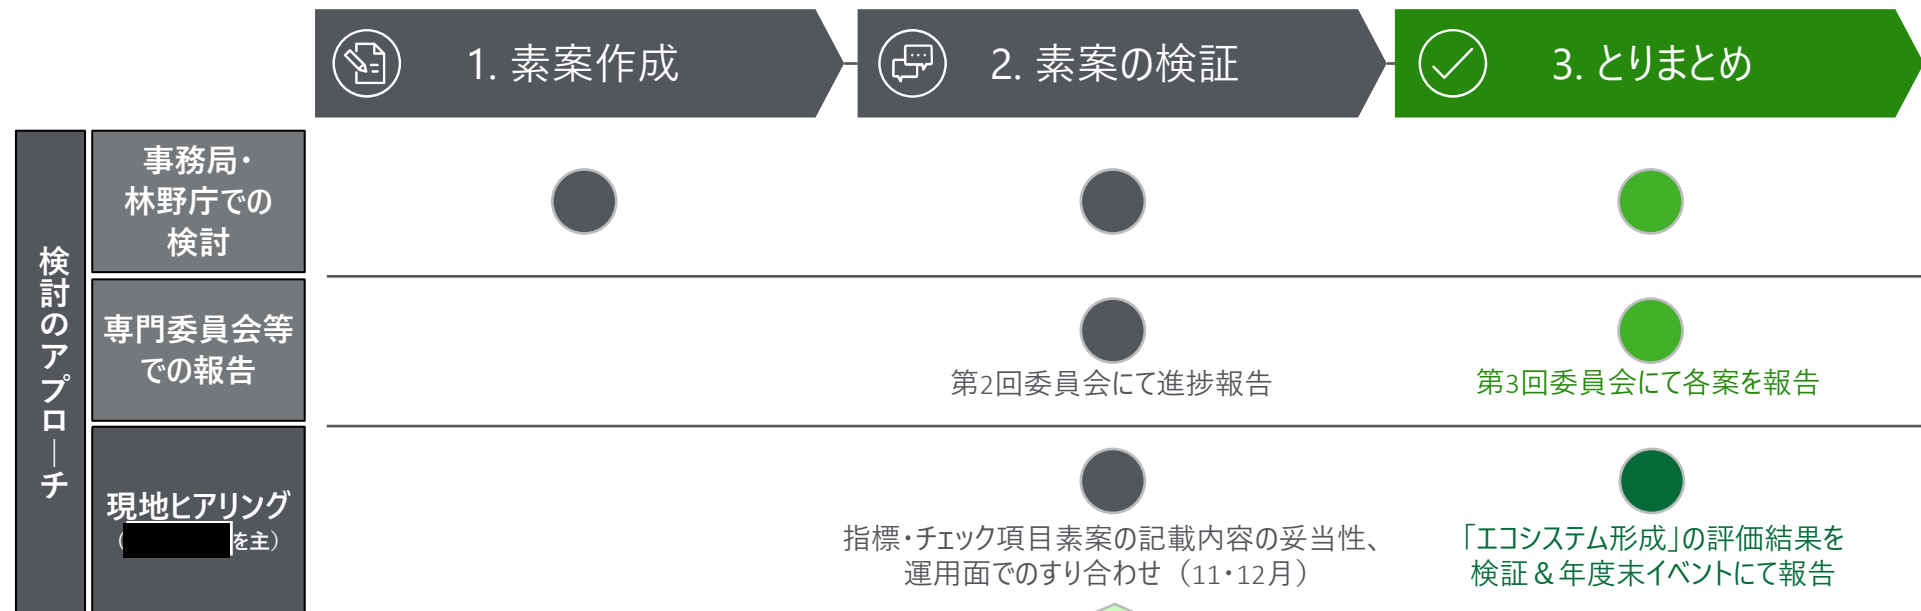 1. 素案作成
2. 素案の検証
3. とりまとめ
検討のアプローチ
事務局・
林野庁での
検討
専門委員会等
での報告
第2回委員会にて進捗報告
第3回委員会にて各案を報告
現地ヒアリング
（を主）
指標・チェック項目素案の記載内容の妥当性、
運用面でのすり合わせ（11・12月）
「エコシステム形成」の評価結果を
検証＆年度末イベントにて報告